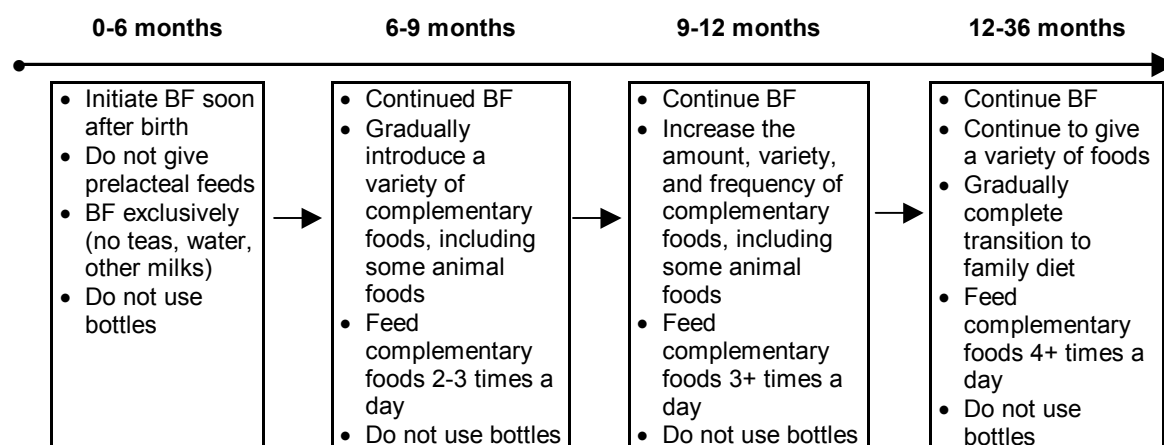 0-6 months
6-9 months
9-12 months
12-36 months
• Initiate BF soon
after birth
• Do not give
prelacteal feeds
• BF exclusively
(no teas, water,
other milks)
• Do not use
bottles
• Continued BF
• Gradually
introduce a
variety of
complementary
foods, including
some animal
foods
• Feed
complementary
foods 2-3 times a
day
• Do not use bottles
• Continue BF
• Increase the
amount, variety,
and frequency of
complementary
foods, including
some animal
foods
• Feed
complementary
foods 3+ times a
day
• Do not use bottles
• Continue BF
• Continue to give
a variety of foods
• Gradually
complete
transition to
family diet
• Feed
complementary
foods 4+ times a
day
• Do not use
bottles